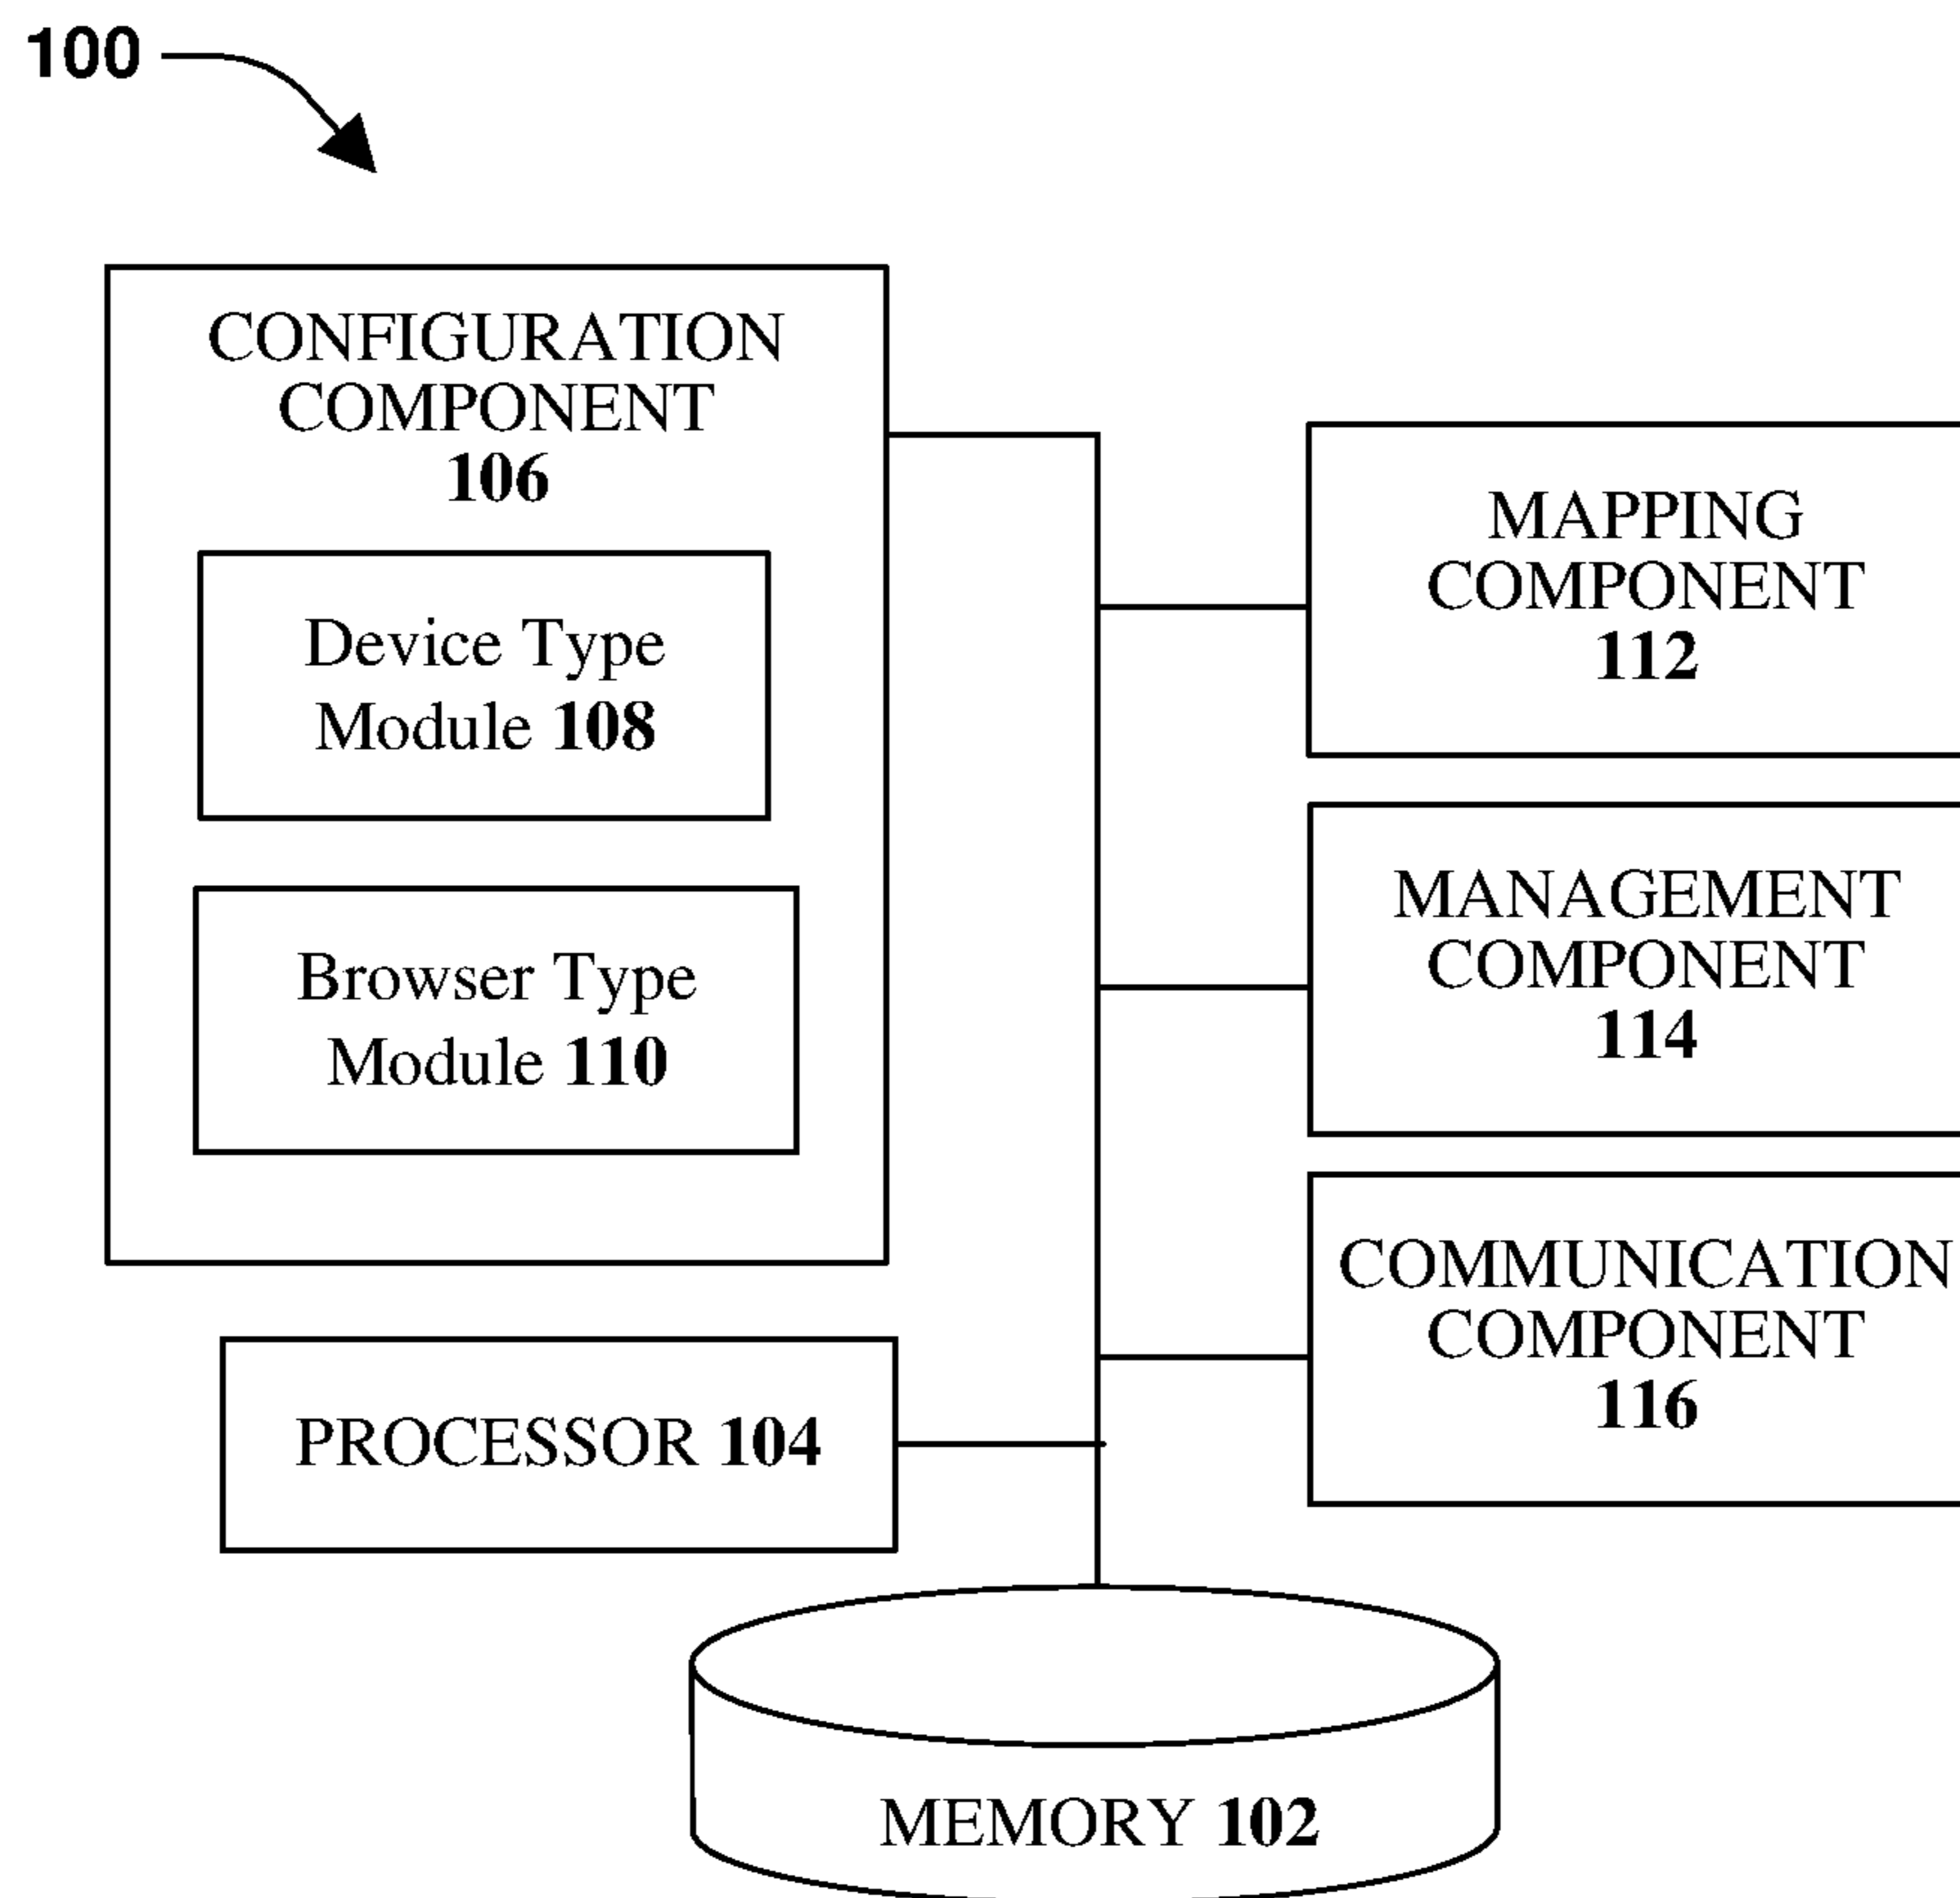 100
CONFIGURATION
COMPONENT
106
Device Type
Module 108
Browser Type
Module 110
PROCESSOR 104
MAPPING
COMPONENT
112
MANAGEMENT
COMPONENT
114
COMMUNICATION
COMPONENT
116
MEMORY 102